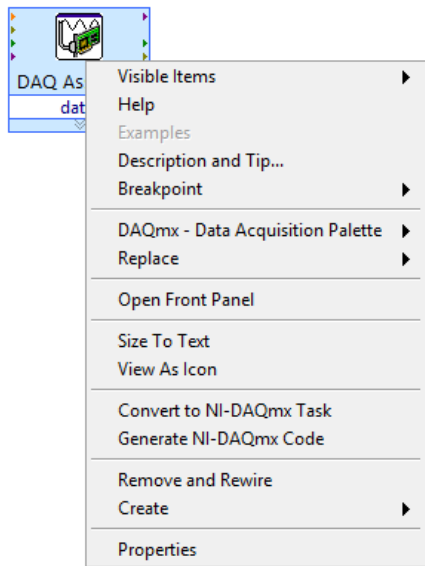 DAQ As
dat
Visible Items
Help
Examples
Description and Tip...
Breakpoint
DAQmx - Data Acquisition Palette
Replace
Open Front Panel
Size To Text
View As Icon
Convert to NI-DAQmx Task
Generate NI-DAQmx Code
Remove and Rewire
Create
Properties